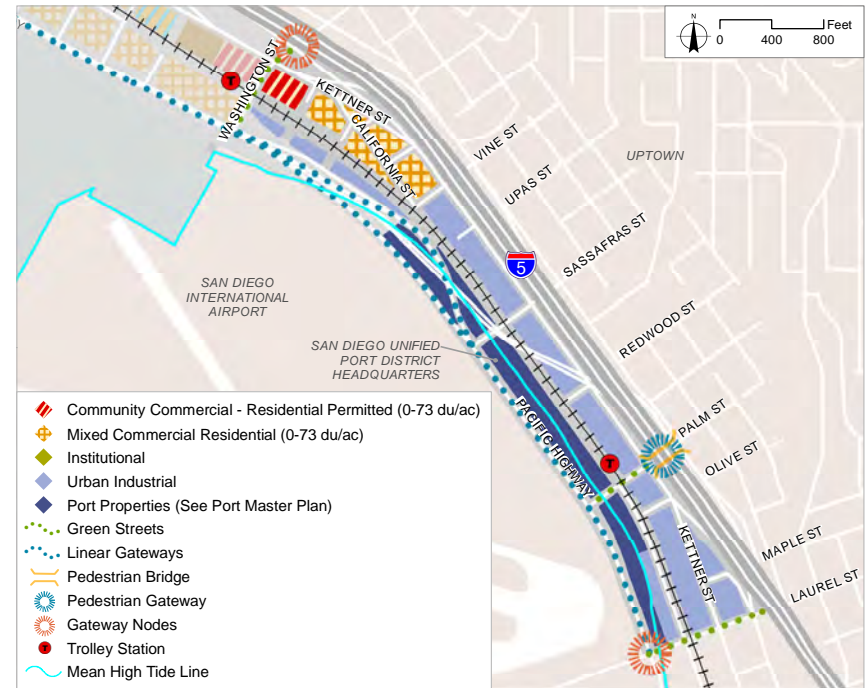 N
Feet
0 400 800
WASHINGTON ST
T
KETTNER ST
CALIFORNIA ST
VINE ST
UPTOWN
UPAS ST
SASSAFRAS ST
5
SAN DIEGO
INTERNATIONAL
AIRPORT
REDWOOD ST
SAN DIEGO UNIFIED
PORT DISTRICT
HEADQUARTERS
PALM ST
PACIFIC HIGHWAY
T
OLIVE ST
KETTNER ST
MAPLE ST
LAUREL ST
Community Commercial - Residential Permitted (0-73 du/ac)
Mixed Commercial Residential (0-73 du/ac)
Institutional
Urban Industrial
Port Properties (See Port Master Plan)
Green Streets
Linear Gateways
Pedestrian Bridge
Pedestrian Gateway
Gateway Nodes
T
Trolley Station
Mean High Tide Line